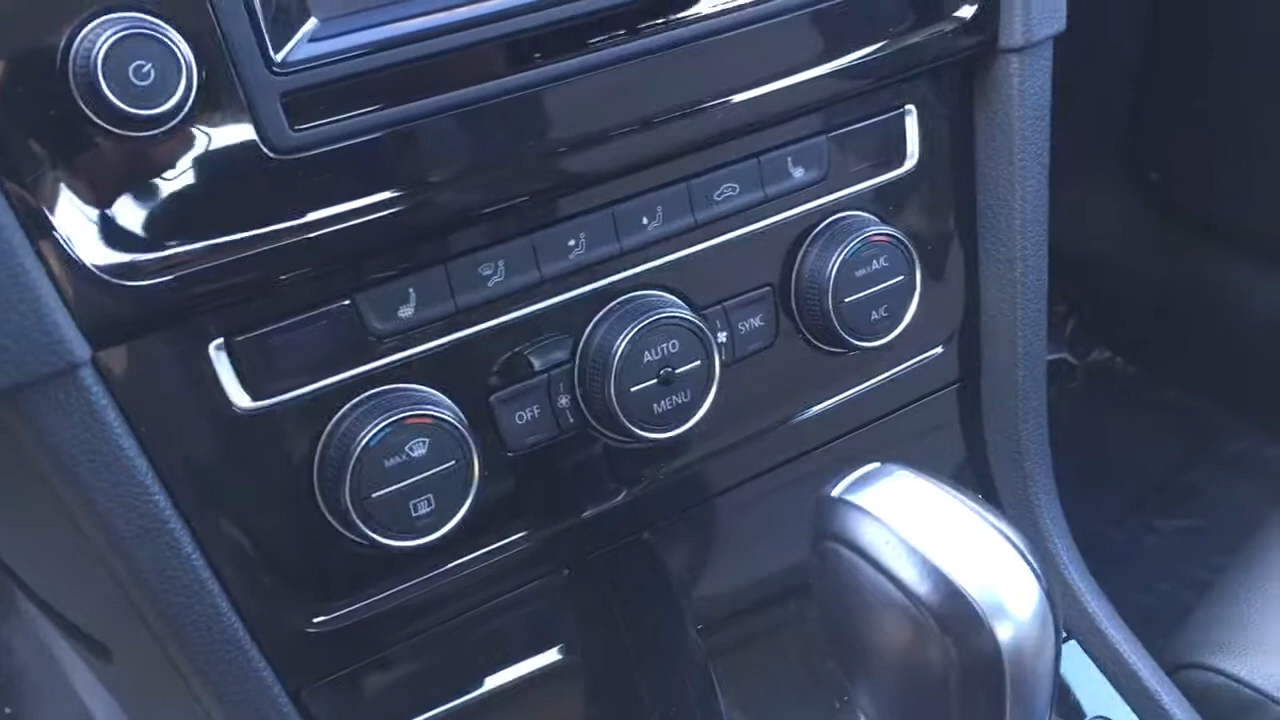 MAX A/C
A/C
SYNC
AUTO
MENU
OFF
MAX